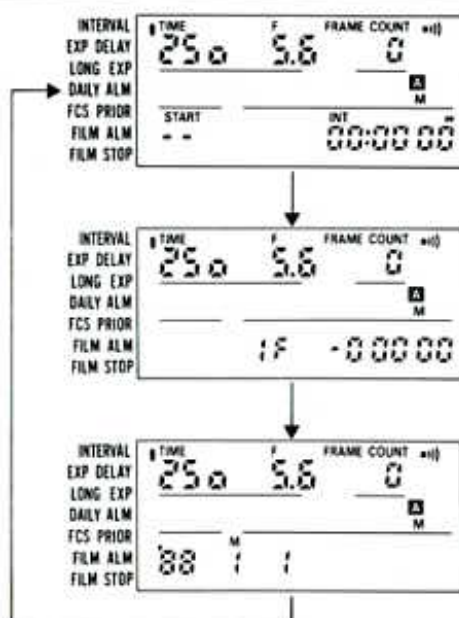 INTERVAL
EXP DELAY
LONG EXP
DAILY ALM
FCS PRIOR
FILM ALM
FILM STOP
TIME F FRAME COUNT
250 5.6 0
A
M
START INT
-- 00:00 00
INTERVAL
EXP DELAY
LONG EXP
DAILY ALM
FCS PRIOR
FILM ALM
FILM STOP
TIME F FRAME COUNT
250 5.6 0
A
M
1F -00000
INTERVAL
EXP DELAY
LONG EXP
DAILY ALM
FCS PRIOR
FILM ALM
FILM STOP
TIME F FRAME COUNT
250 5.6 0
A
M
M
'88 1 1